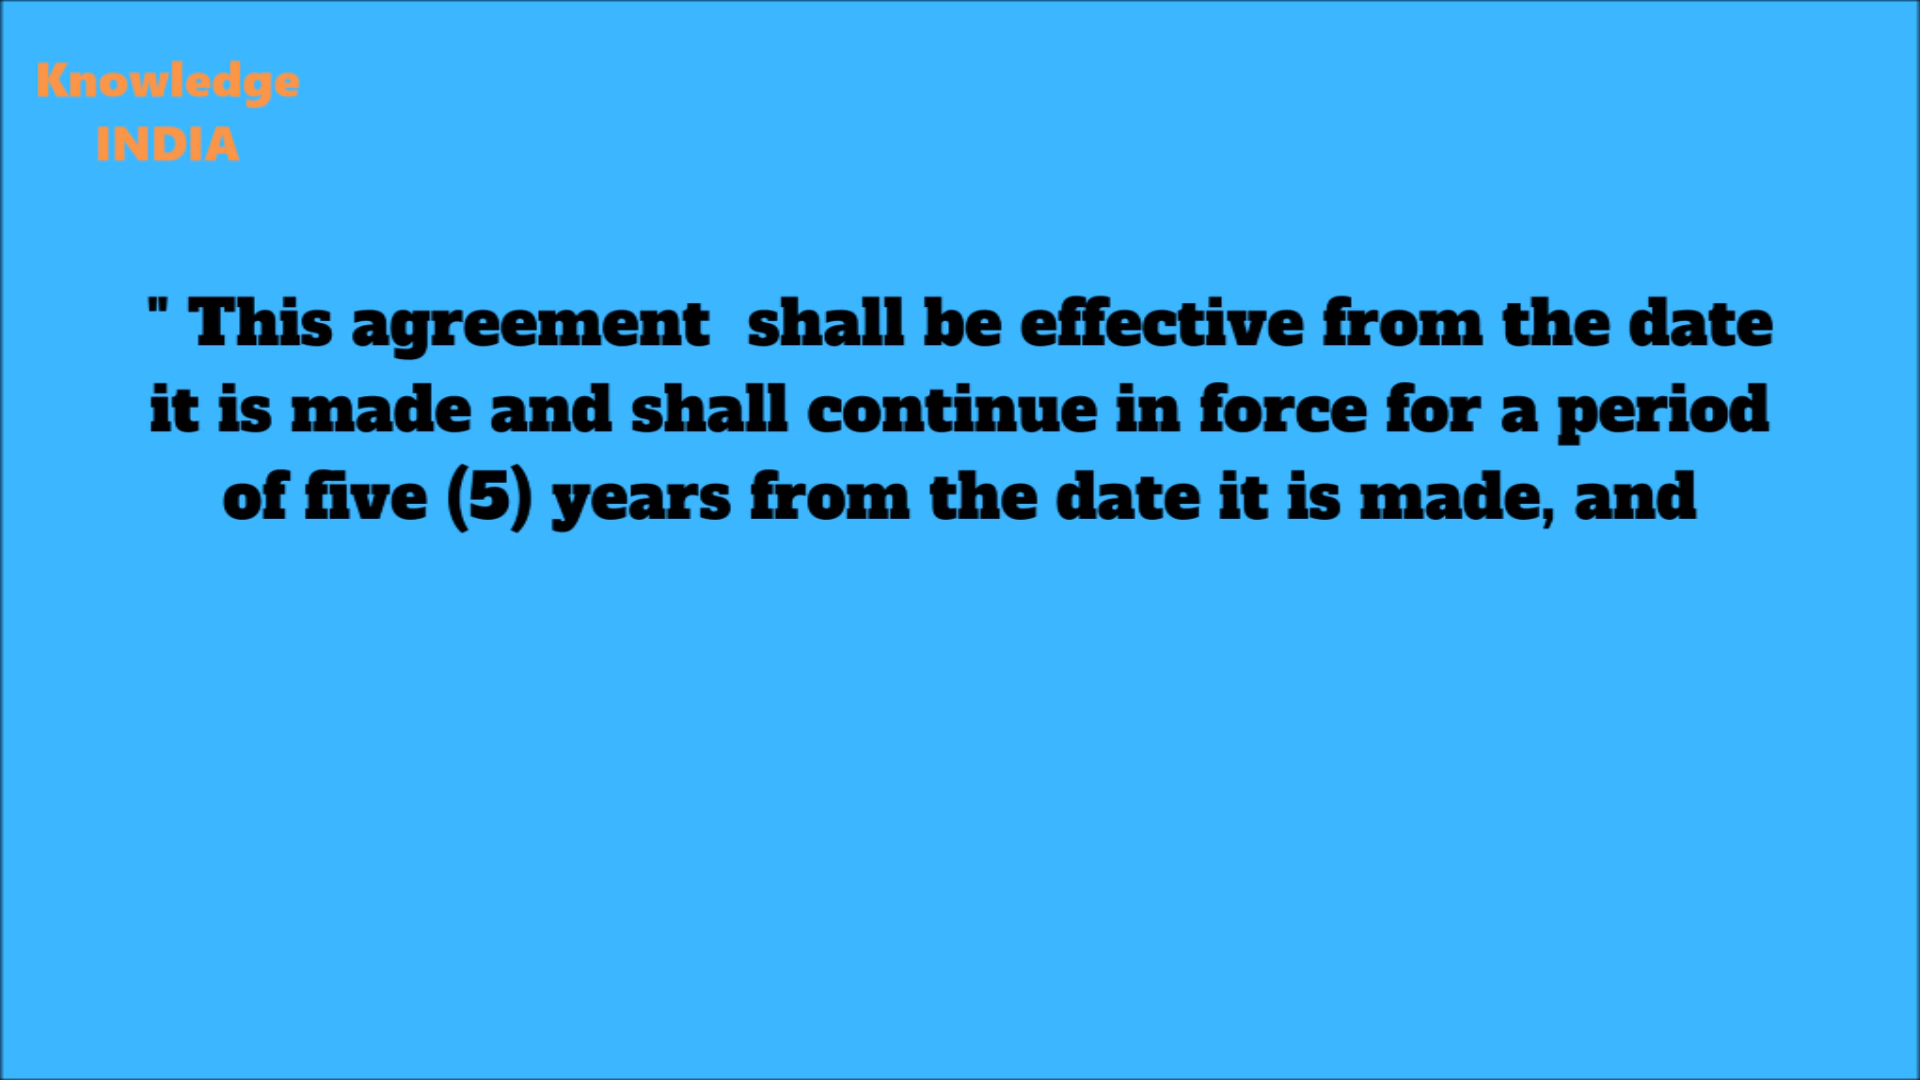 Knowledge
INDIA
" This agreement  shall be effective from the date
it is made and shall continue in force for a period
of five (5) years from the date it is made, and